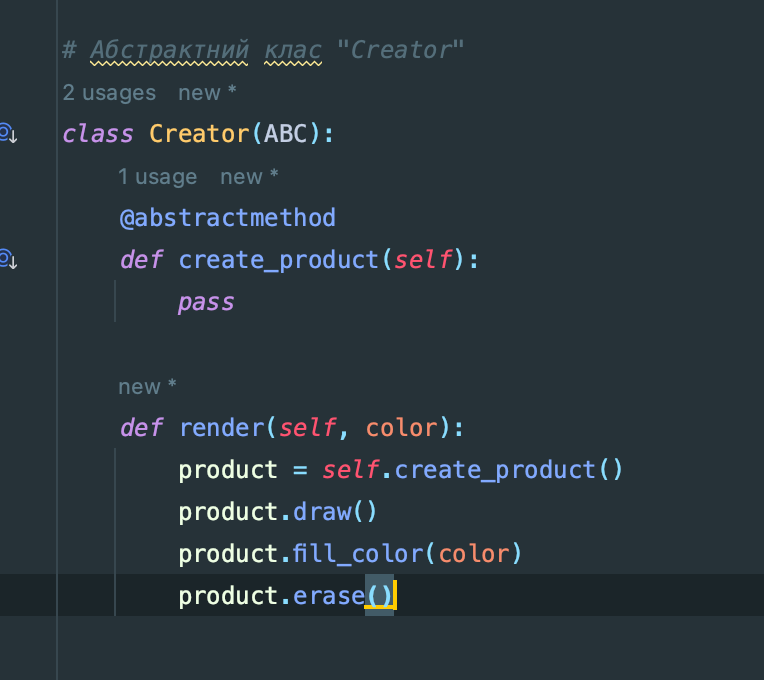 # Абстрактний клас "Creator"
2 usages new *
class Creator(ABC):
1 usage new *
@abstractmethod
def create_product(self):
pass
new *
def render(self, color):
product = self.create_product()
product.draw()
product.fill_color(color)
product.erase()